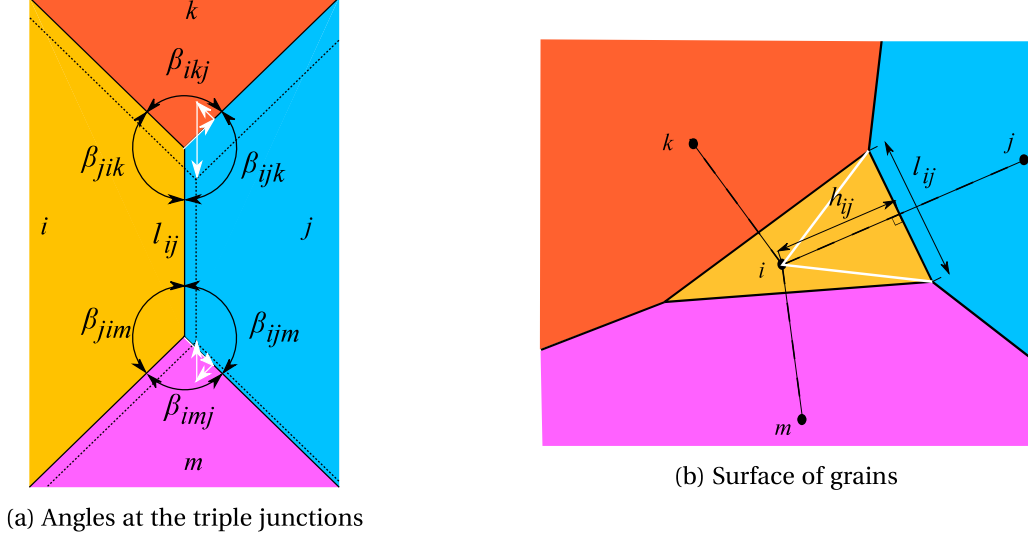 k
β_ikj
β_jik
β_ijk
i
l_ij
j
β_jim
β_ijm
β_imj
m
(a) Angles at the triple junctions
k
j
l_ij
h_ij
i
m
(b) Surface of grains